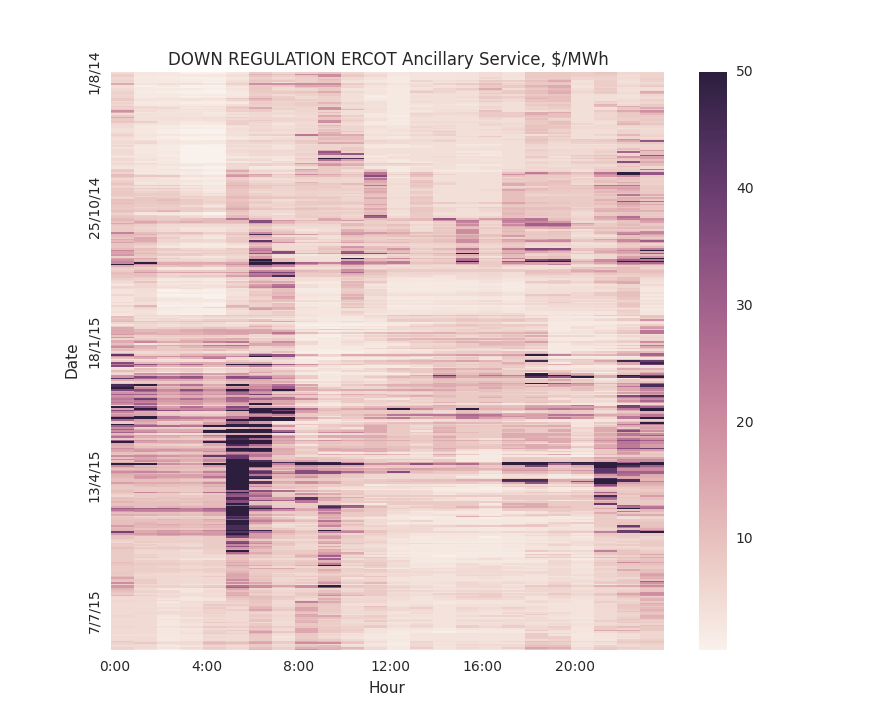 DOWN REGULATION ERCOT Ancillary Service, $/MWh
Date
1/8/14
25/10/14
18/1/15
13/4/15
7/7/15
0:00 4:00 8:00 12:00 16:00 20:00
Hour
50
40
30
20
10